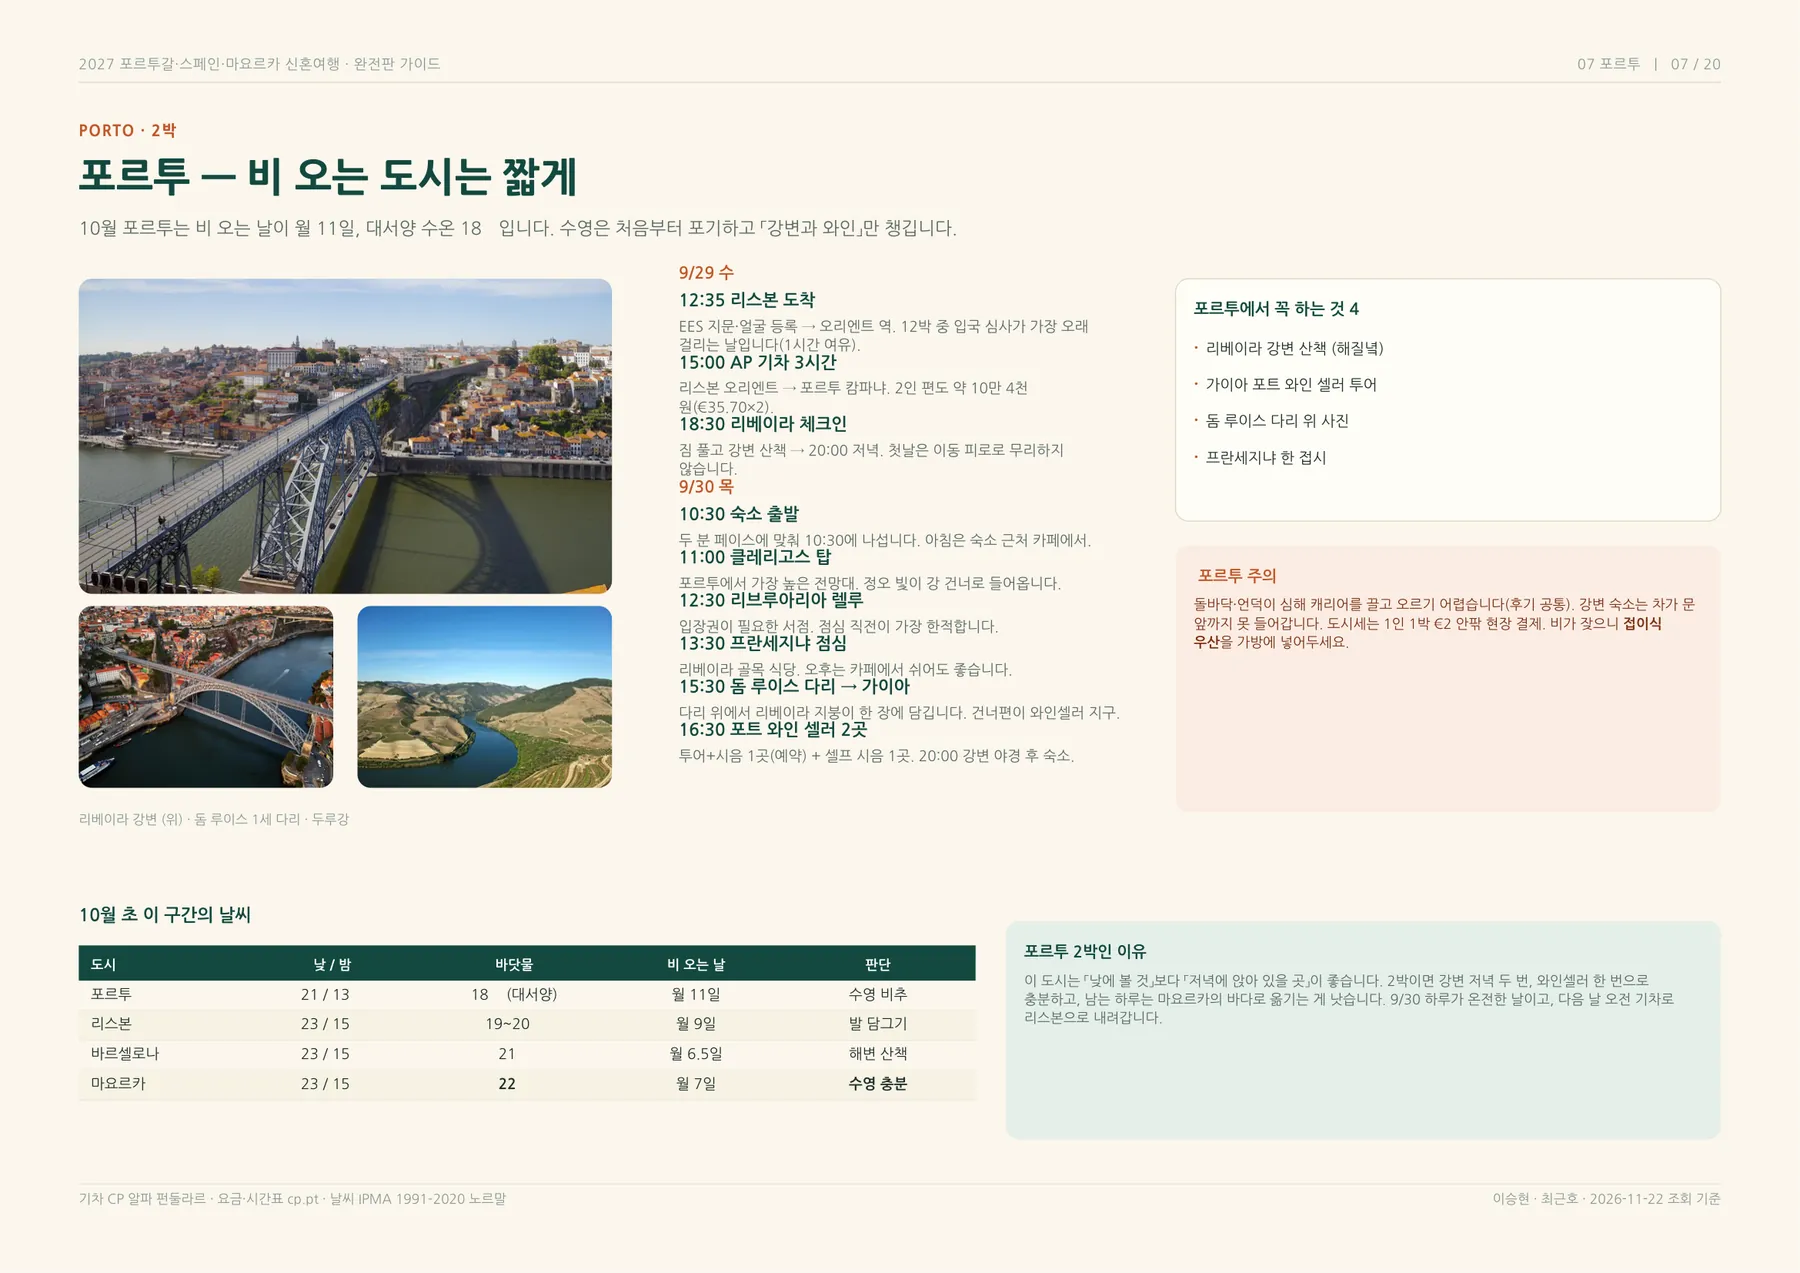 2027 포르투갈·스페인·마요르카 신혼여행 · 완전판 가이드
07 포르투 | 07 / 20
PORTO · 2박
포르투 — 비 오는 도시는 짧게
10월 포르투는 비 오는 날이 월 11일, 대서양 수온 18 입니다. 수영은 처음부터 포기하고 「강변과 와인」만 챙깁니다.
9/29 수
12:35 리스본 도착
EES 지문·얼굴 등록 → 오리엔트 역. 12박 중 입국 심사가 가장 오래
걸리는 날입니다(1시간 여유).
15:00 AP 기차 3시간
리스본 오리엔트 → 포르투 캄파냐. 2인 편도 약 10만 4천
원(€35.70×2).
18:30 리베이라 체크인
짐 풀고 강변 산책 → 20:00 저녁. 첫날은 이동 피로로 무리하지
않습니다.
9/30 목
10:30 숙소 출발
두 분 페이스에 맞춰 10:30에 나섭니다. 아침은 숙소 근처 카페에서.
11:00 클레리고스 탑
포르투에서 가장 높은 전망대. 정오 빛이 강 건너로 들어옵니다.
12:30 리브루아리아 렐루
입장권이 필요한 서점. 점심 직전이 가장 한적합니다.
13:30 프란세지냐 점심
리베이라 골목 식당. 오후는 카페에서 쉬어도 좋습니다.
15:30 돔 루이스 다리 → 가이아
다리 위에서 리베이라 지붕이 한 장에 담깁니다. 건너편이 와인셀러 지구.
16:30 포트 와인 셀러 2곳
투어+시음 1곳(예약) + 셀프 시음 1곳. 20:00 강변 야경 후 숙소.
포르투에서 꼭 하는 것 4
· 리베이라 강변 산책 (해질녘)
· 가이아 포트 와인 셀러 투어
· 돔 루이스 다리 위 사진
· 프란세지냐 한 접시
포르투 주의
돌바닥·언덕이 심해 캐리어를 끌고 오르기 어렵습니다(후기 공통). 강변 숙소는 차가 문
앞까지 못 들어갑니다. 도시세는 1인 1박 €2 안팎 현장 결제. 비가 잦으니 접이식
우산을 가방에 넣어두세요.
리베이라 강변 (위) · 돔 루이스 1세 다리 · 두루강
10월 초 이 구간의 날씨
도시 낮 / 밤 바닷물 비 오는 날 판단
포르투 21 / 13 18 (대서양) 월 11일 수영 비추
리스본 23 / 15 19~20 월 9일 발 담그기
바르셀로나 23 / 15 21 월 6.5일 해변 산책
마요르카 23 / 15 22 월 7일 수영 충분
포르투 2박인 이유
이 도시는 「낮에 볼 것」보다 「저녁에 앉아 있을 곳」이 좋습니다. 2박이면 강변 저녁 두 번, 와인셀러 한 번으로
충분하고, 남는 하루는 마요르카의 바다로 옮기는 게 낫습니다. 9/30 하루가 온전한 날이고, 다음 날 오전 기차로
리스본으로 내려갑니다.
기차 CP 알파 펀둘라르 · 요금·시간표 cp.pt · 날씨 IPMA 1991-2020 노르말
이승현 · 최근호 · 2026-11-22 조회 기준